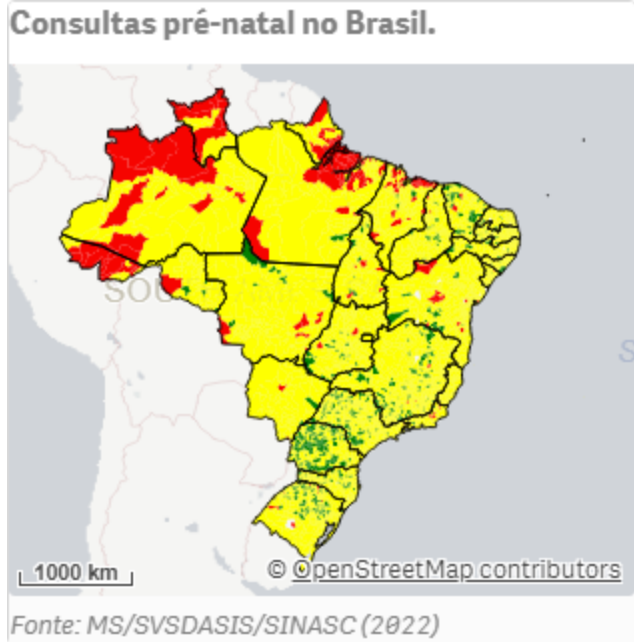 Consultas pré-natal no Brasil.
SOU
S
1000 km
© OpenStreetMap contributors
Fonte: MS/SVSDASIS/SINASC (2022)